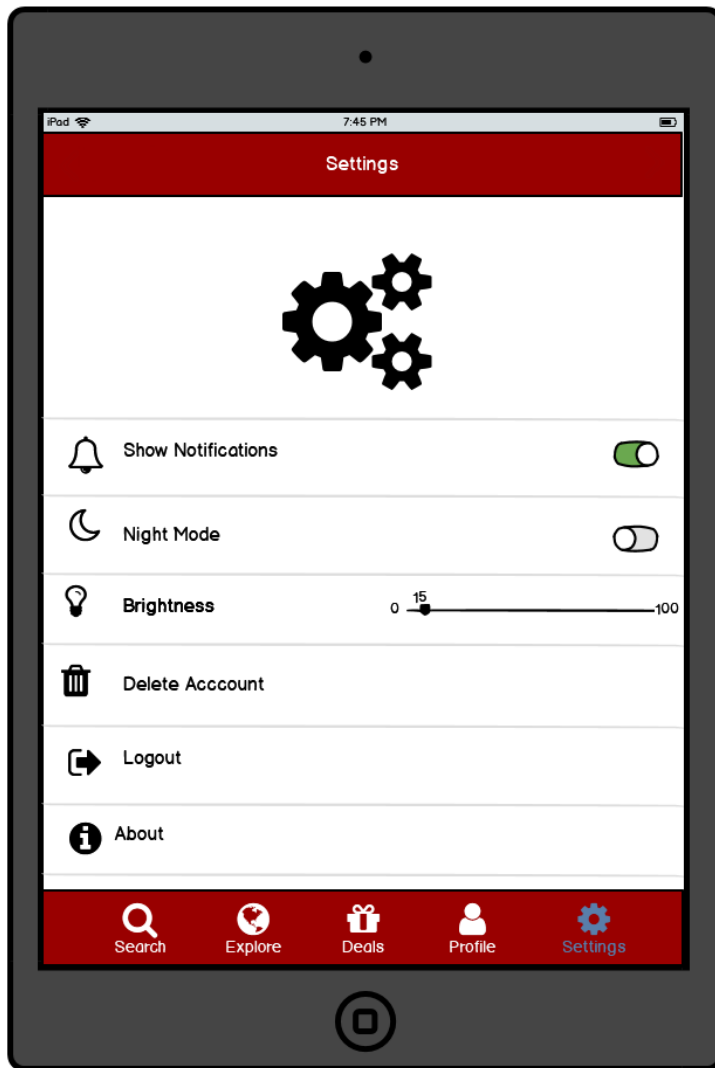 iPad 7:45 PM
Settings
Show Notifications
Night Mode
Brightness 0 15 100
Delete Acccount
Logout
About
Search Explore Deals Profile Settings